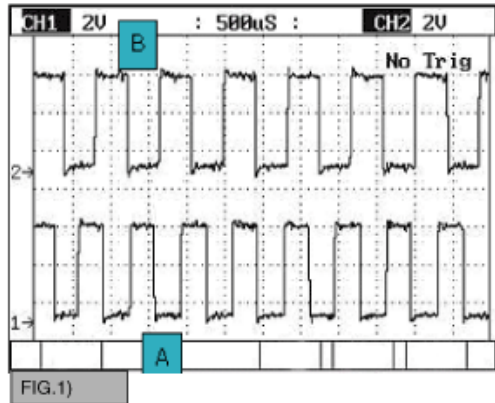 CH1 2V : 500uS : CH2 2V
B
No Trig
2→
1→
A
FIG.1)